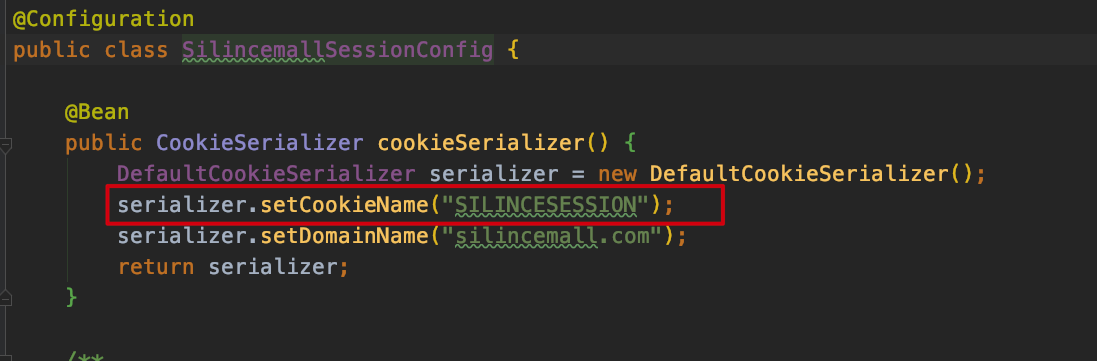 @Configuration
public class SilincemallSessionConfig {
@Bean
public CookieSerializer cookieSerializer() {
DefaultCookieSerializer serializer = new DefaultCookieSerializer();
serializer.setCookieName("SILINCESESSION");
serializer.setDomainName("silincemall.com");
return serializer;
}
/**